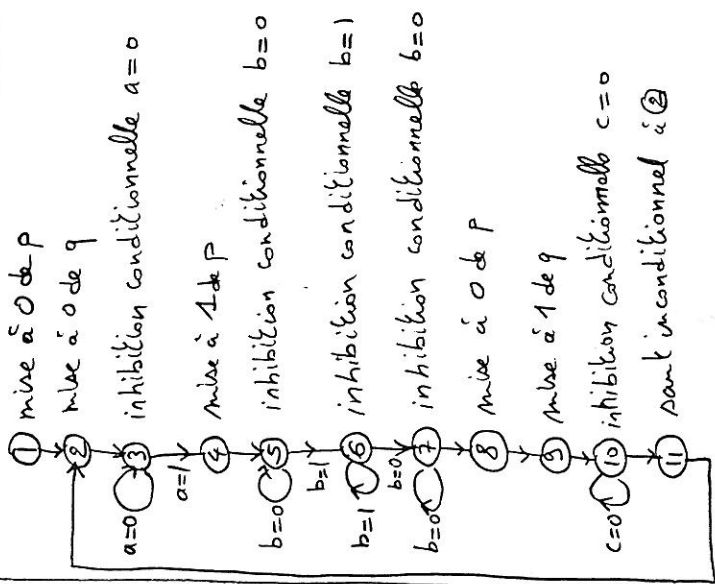 ① mise à 0 de p
② mise à 0 de q
a=0 ③ inhibition conditionnelle a=0
a=1
④ mise à 1 de p
b=0 ⑤ inhibition conditionnelle b=0
b=1
b=1 ⑥ inhibition conditionnelle b=1
b=0
b=0 ⑦ inhibition conditionnelle b=0
⑧ mise à 0 de p
⑨ mise à 1 de q
c=0 ⑩ inhibition conditionnelle c=0
⑪ saut inconditionnel à ②